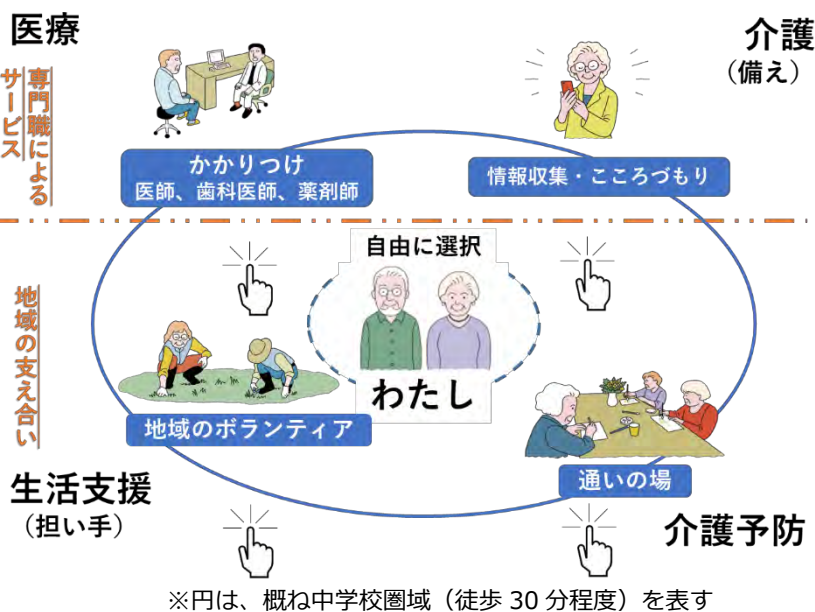 医療
介護
（備え）
専門職による
サービス
かかりつけ
医師、歯科医師、薬剤師
情報収集・こころづもり
自由に選択
わたし
地域の支え合い
地域のボランティア
通いの場
生活支援
（担い手）
介護予防
※円は、概ね中学校圏域（徒歩 30 分程度）を表す